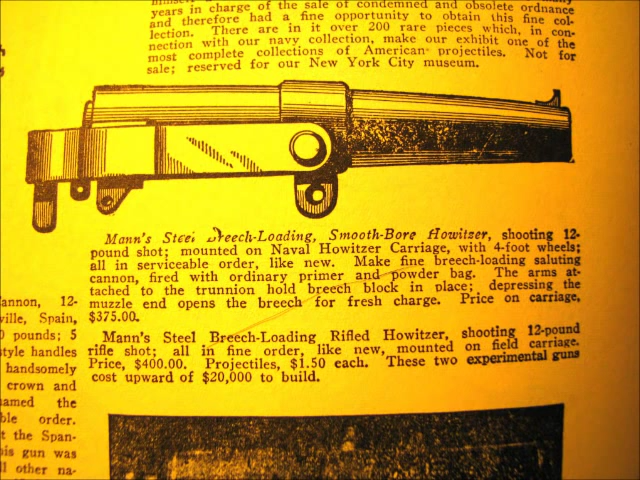 years in charge of the sale of condemned and obsolete ordnance
and therefore had a fine opportunity to obtain this fine col-
lection. There are in it over 200 rare pieces which, in con-
nection with our navy collection, make our exhibit one of the
most complete collections of American projectiles. Not for
sale; reserved for our New York City museum.
Mann's Steel Breech-Loading, Smooth-Bore Howitzer, shooting 12-
pound shot; mounted on Naval Howitzer Carriage, with 4-foot wheels;
all in serviceable order, like new. Make fine breech-loading saluting
cannon, fired with ordinary primer and powder bag. The arms at-
tached to the trunnion hold breech block in place; depressing the
muzzle end opens the breech for fresh charge. Price on carriage,
$375.00.
Mann's Steel Breech-Loading Rifled Howitzer, shooting 12-pound
rifle shot; all in fine order, like new, mounted on field carriage.
Price, $400.00. Projectiles, $1.50 each. These two experimental guns
cost upward of $20,000 to build.
annon, 12-
ville, Spain,
0 pounds; 5
style handles
handsomely
crown and
named the
ble order.
t the Span-
his gun was
ll other na-